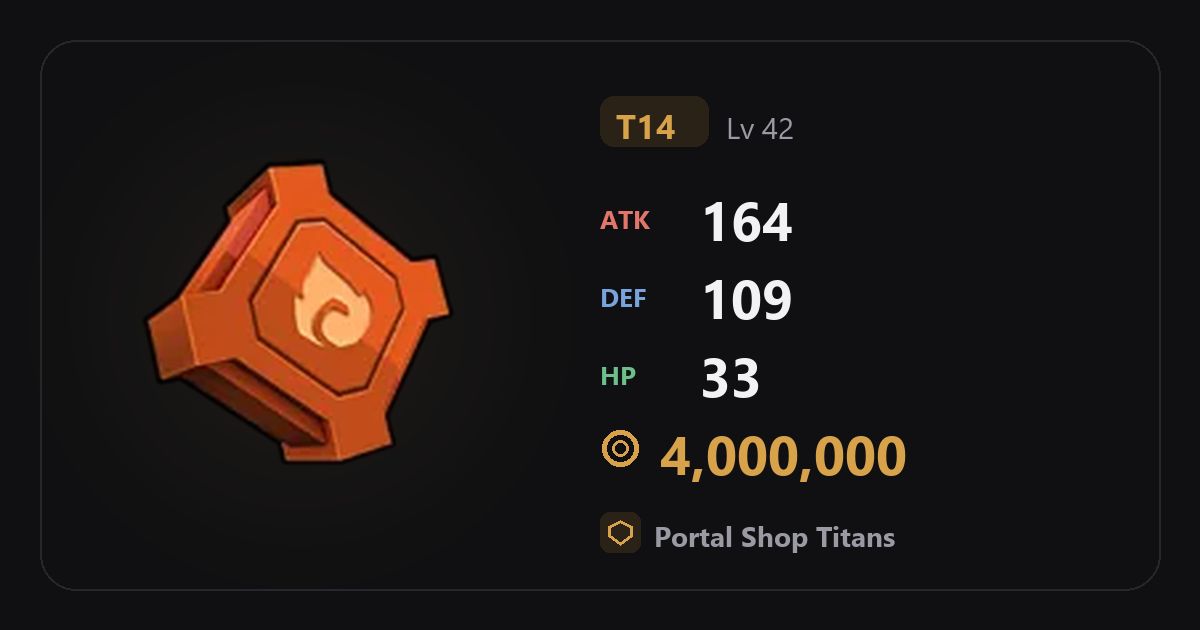 T14 Lv 42
ATK 164
DEF 109
HP 33
4,000,000
Portal Shop Titans